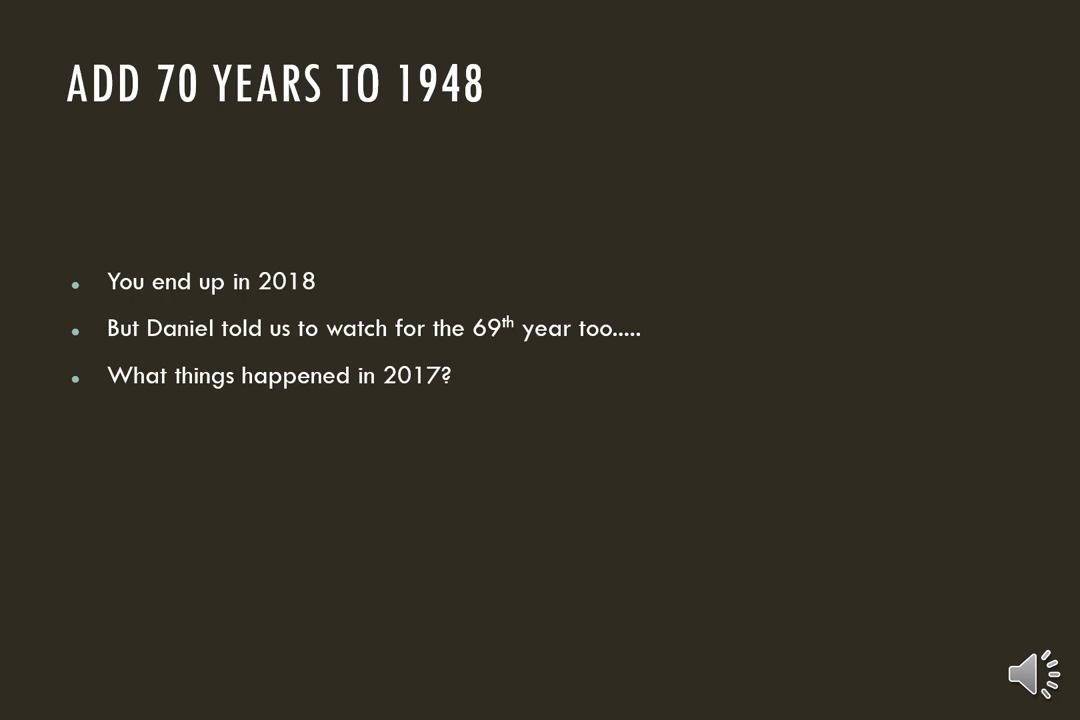 ADD 70 YEARS TO 1948
• You end up in 2018
• But Daniel told us to watch for the 69th year too.....
• What things happened in 2017?